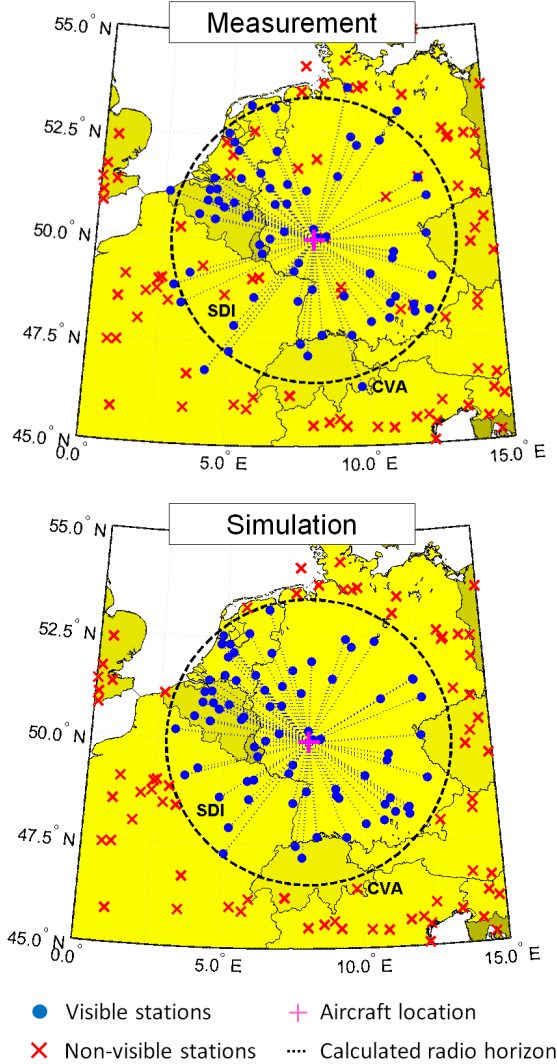 Measurement
55.0° N
52.5° N
50.0° N
47.5° N
45.0° N
0.0°
5.0° E
10.0° E
15.0° E
SDI
CVA
Simulation
55.0° N
52.5° N
50.0° N
47.5° N
45.0° N
0.0°
5.0° E
10.0° E
15.0° E
SDI
CVA
Visible stations
Aircraft location
Non-visible stations
Calculated radio horizon